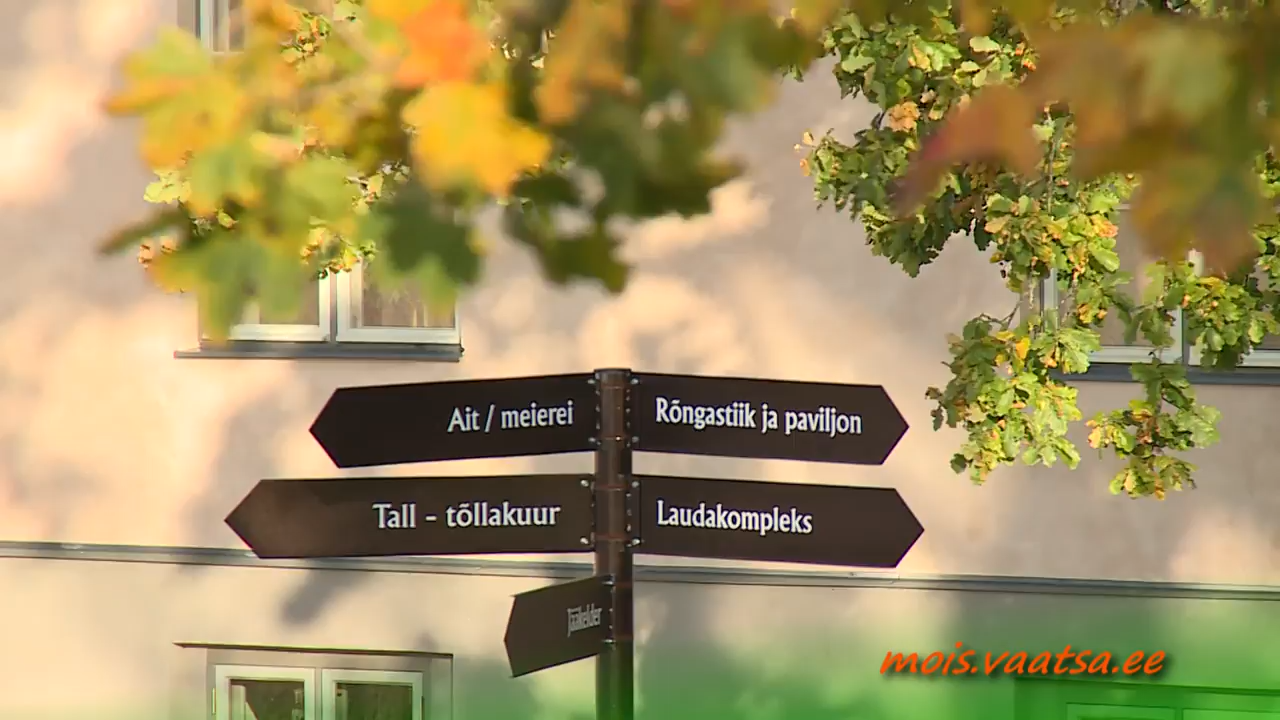 Ait / meierei
Rõngastiik ja paviljon
Tall - tõllakuur
Laudakompleks
Jääkelder
mois.vaatsa.ee